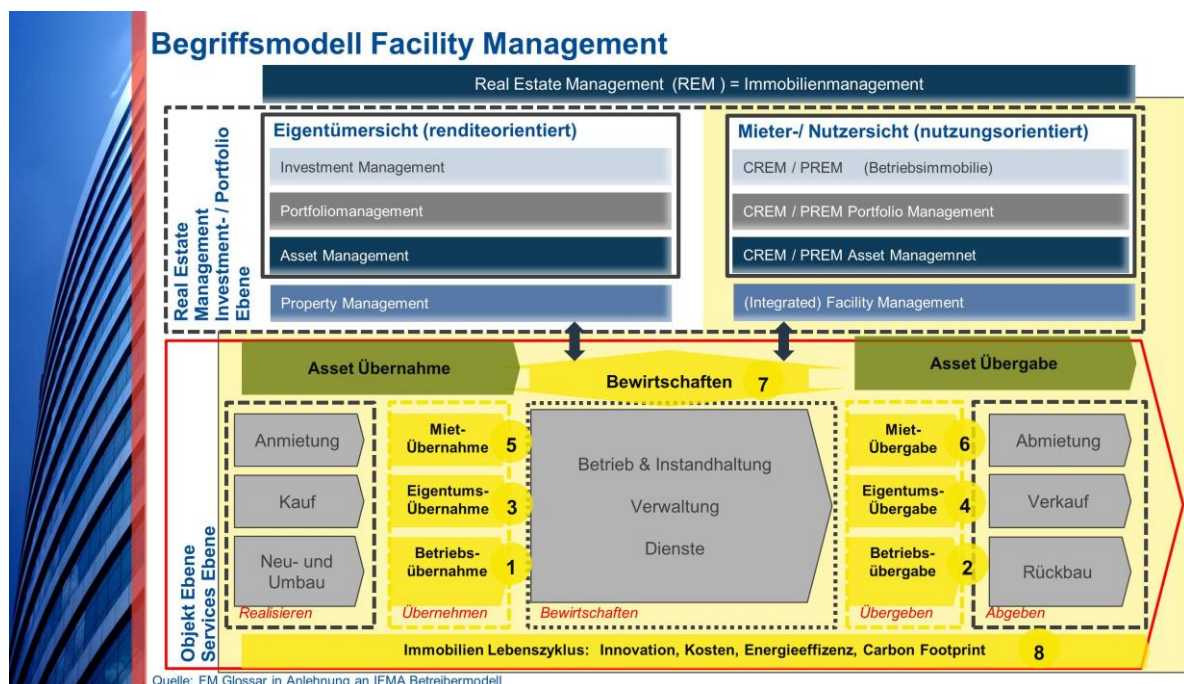 Begriffsmodell Facility Management
Real Estate Management (REM ) = Immobilienmanagement
Real Estate
Management
Investment- / Portfolio
Ebene
Eigentümersicht (renditeorientiert)
Investment Management
Portfoliomanagement
Asset Management
Property Management
Mieter-/ Nutzersicht (nutzungsorientiert)
CREM / PREM (Betriebsimmobilie)
CREM / PREM Portfolio Management
CREM / PREM Asset Managemnet
(Integrated) Facility Management
Objekt Ebene
Services Ebene
Asset Übernahme
Bewirtschaften 7
Asset Übergabe
Anmietung
Kauf
Neu- und
Umbau
Realisieren
Miet-
Übernahme 5
Eigentums-
Übernahme 3
Betriebs-
übernahme 1
Übernehmen
Betrieb & Instandhaltung
Verwaltung
Dienste
Bewirtschaften
Miet-
Übergabe 6
Eigentums-
Übergabe 4
Betriebs-
übergabe 2
Übergeben
Abmietung
Verkauf
Rückbau
Abgeben
Immobilien Lebenszyklus: Innovation, Kosten, Energieeffizenz, Carbon Footprint 8
Quelle: FM Glossar in Anlehnung an IFMA Betreibermodell